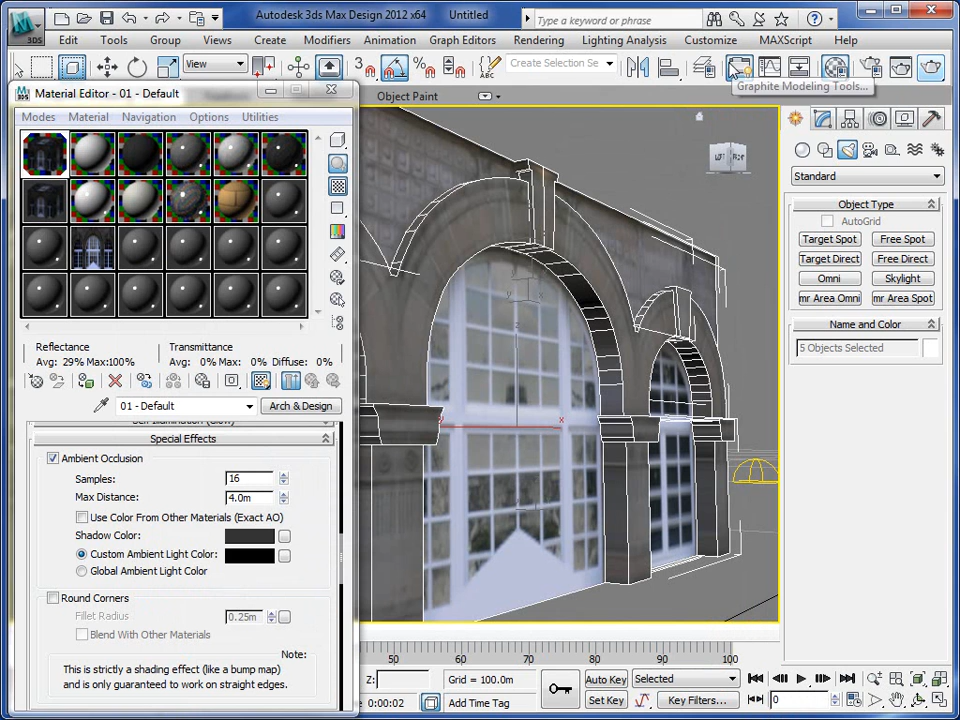 Autodesk 3ds Max Design 2012 x64 Untitled
Type a keyword or phrase
3DS
Edit Tools Group Views Create Modifiers Animation Graph Editors Rendering Lighting Analysis Customize MAXScript Help
View
3
Create Selection Se
Object Paint
Graphite Modeling Tools...
Material Editor - 01 - Default
Modes Material Navigation Options Utilities
Standard
Object Type
AutoGrid
Target Spot Free Spot
Target Direct Free Direct
Omni Skylight
mr Area Omni mr Area Spot
Name and Color
5 Objects Selected
Reflectance
Avg: 29% Max:100%
Transmittance
Avg: 0% Max: 0% Diffuse: 0%
01 - Default
Arch & Design
Self Illumination (Glow)
Special Effects
Ambient Occlusion
Samples: 16
Max Distance: 4.0m
Use Color From Other Materials (Exact AO)
Shadow Color:
Custom Ambient Light Color:
Global Ambient Light Color
Round Corners
Fillet Radius 0.25m
Blend With Other Materials
Note:
This is strictly a shading effect (like a bump map)
and is only guaranteed to work on straight edges.
50 60 70 80 90 100
Z: Grid = 100.0m
0:00:02 Add Time Tag
Auto Key Selected
Set Key Key Filters...
0